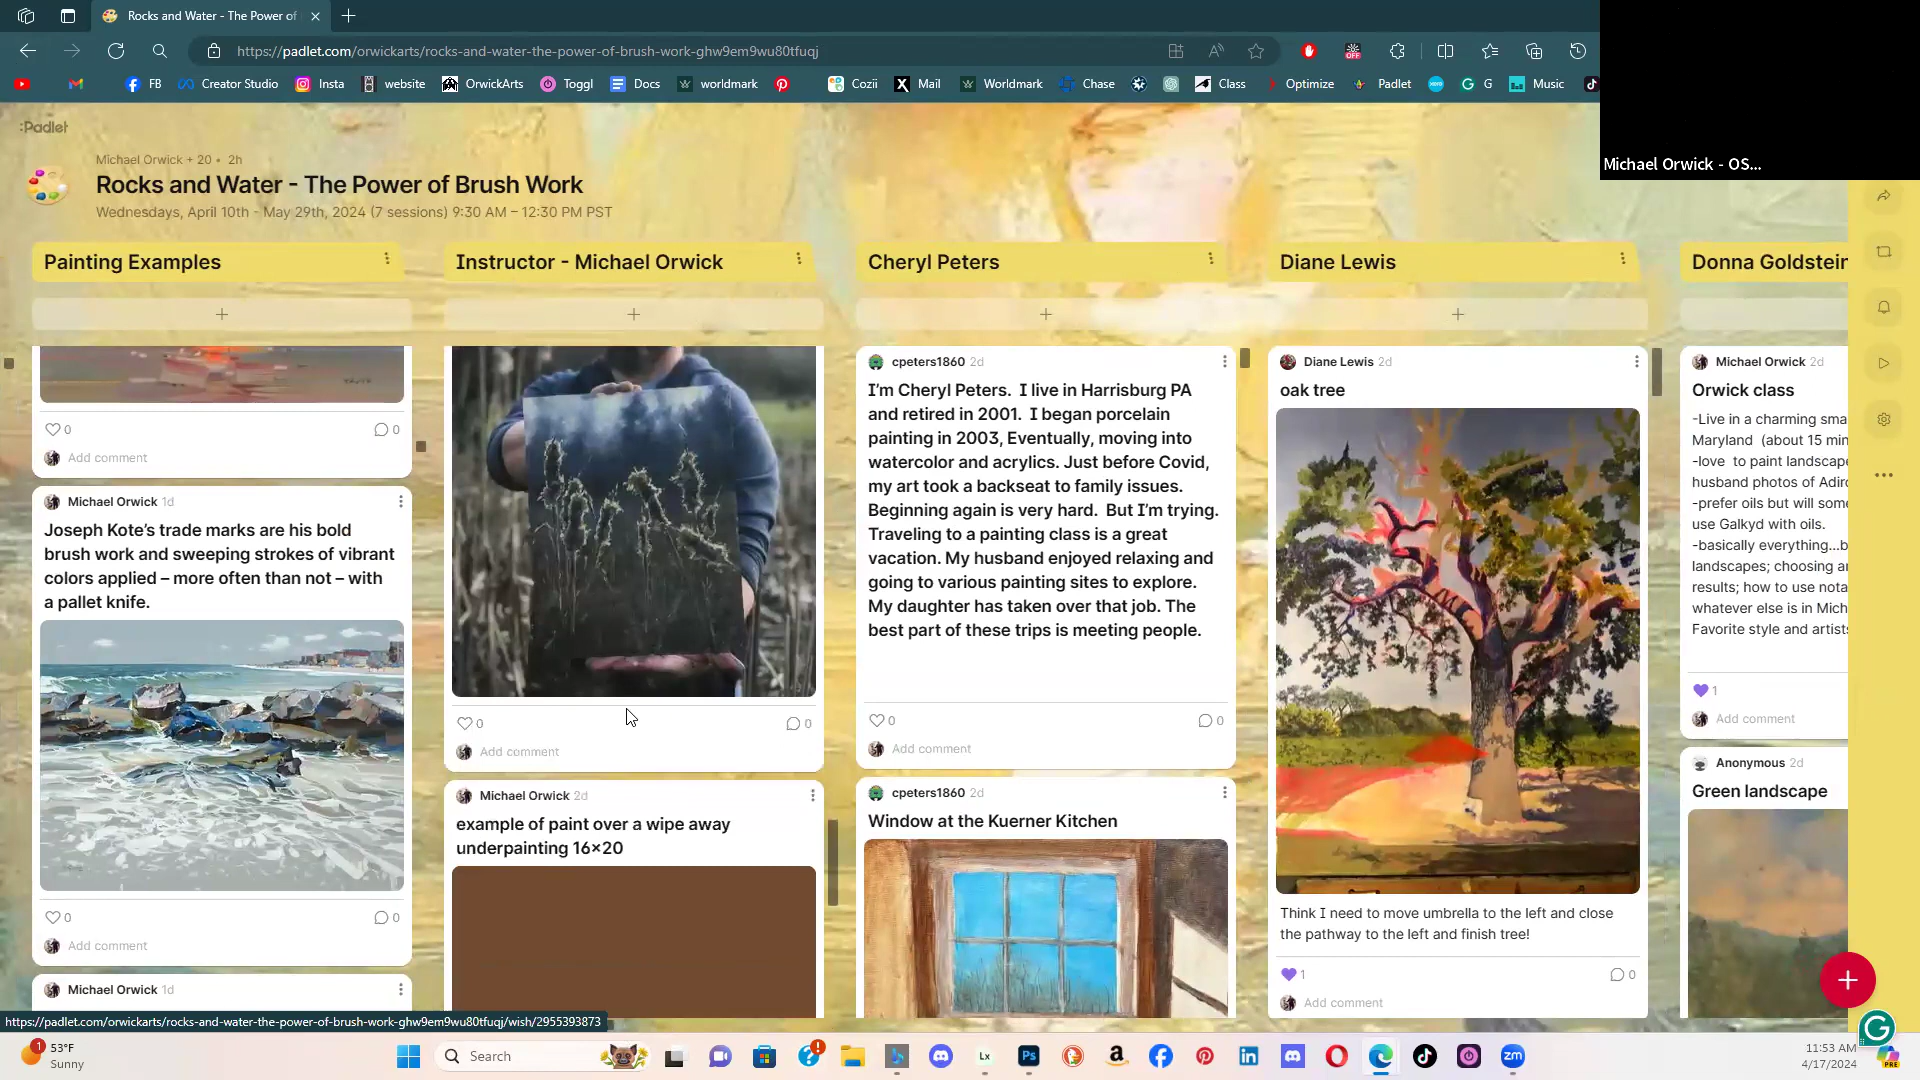 Rocks and Water - The Power of
https://padlet.com/orwickarts/rocks-and-water-the-power-of-brush-work-ghw9em9wu80tfuqj
OFF
FB
Creator Studio
Insta
website
OrwickArts
Toggl
Docs
worldmark
Cozii
Mail
Worldmark
Chase
Class
Optimize
Padlet
G
Music
Michael Orwick - OS...
:Padlet
Michael Orwick + 20 • 2h
Rocks and Water - The Power of Brush Work
Wednesdays, April 10th - May 29th, 2024 (7 sessions) 9:30 AM – 12:30 PM PST
Painting Examples
Instructor - Michael Orwick
Cheryl Peters
Diane Lewis
Donna Goldstein
0
0
Add comment
Michael Orwick 1d
Joseph Kote's trade marks are his bold
brush work and sweeping strokes of vibrant
colors applied – more often than not – with
a pallet knife.
0
0
Add comment
Michael Orwick 1d
0
0
Add comment
Michael Orwick 2d
example of paint over a wipe away
underpainting 16×20
cpeters1860 2d
I'm Cheryl Peters. I live in Harrisburg PA
and retired in 2001. I began porcelain
painting in 2003, Eventually, moving into
watercolor and acrylics. Just before Covid,
my art took a backseat to family issues.
Beginning again is very hard. But I'm trying.
Traveling to a painting class is a great
vacation. My husband enjoyed relaxing and
going to various painting sites to explore.
My daughter has taken over that job. The
best part of these trips is meeting people.
0
0
Add comment
cpeters1860 2d
Window at the Kuerner Kitchen
Diane Lewis 2d
oak tree
Think I need to move umbrella to the left and close
the pathway to the left and finish tree!
1
0
Add comment
Michael Orwick 2d
Orwick class
-Live in a charming sma
Maryland (about 15 min
-love to paint landscape
husband photos of Adiro
-prefer oils but will some
use Galkyd with oils.
-basically everything...b
landscapes; choosing a
results; how to use nota
whatever else is in Mich
Favorite style and artists
1
Add comment
Anonymous 2d
Green landscape
https://padlet.com/orwickarts/rocks-and-water-the-power-of-brush-work-ghw9em9wu80tfuqj/wish/2955393873
1
53°F
Sunny
Search
Lx
Ps
zm
11:53 AM
4/17/2024
PRE